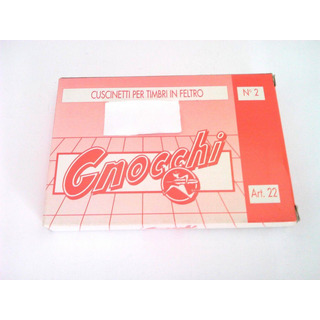 CUSCINETTI PER TIMBRI IN FELTRO
N° 2
Gnocchi
Art. 22